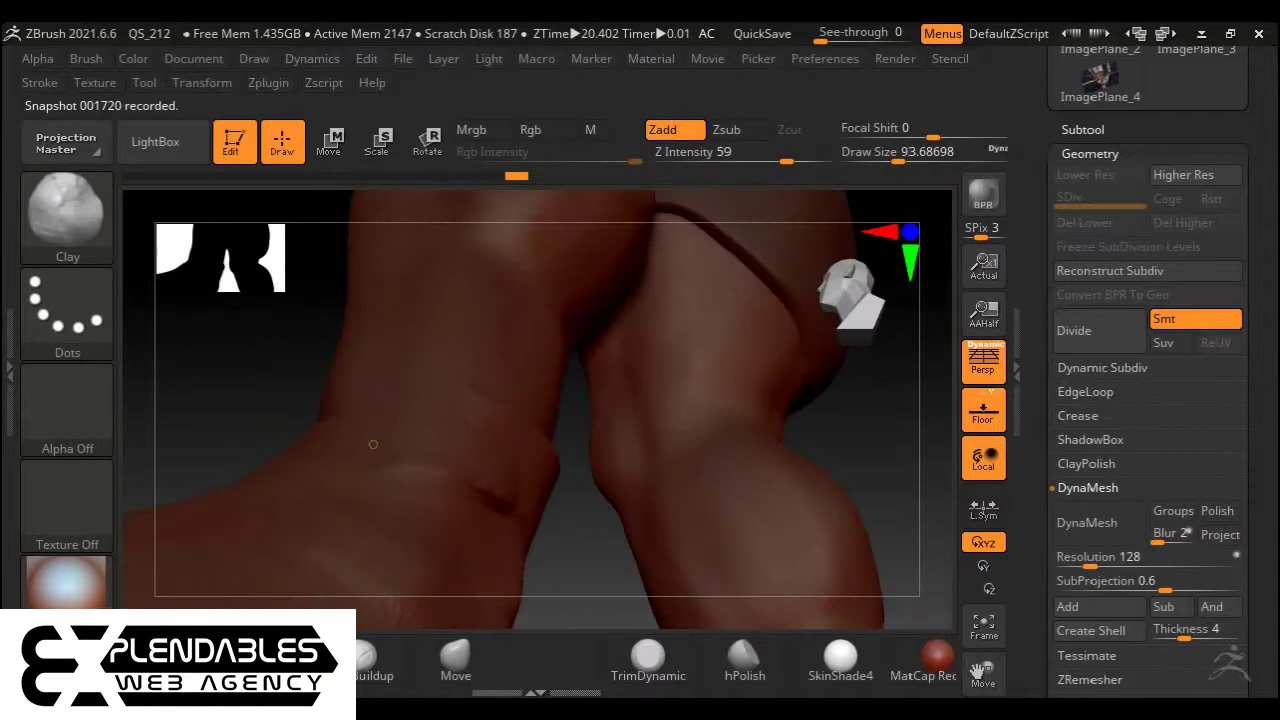 ZBrush 2021.6.6 QS_212 • Free Mem 1.435GB • Active Mem 2147 • Scratch Disk 187 • ZTime▶20.402 Timer▶0.01 AC QuickSave See-through 0 Menus DefaultZScript
Alpha Brush Color Document Draw Dynamics Edit File Layer Light Macro Marker Material Movie Picker Preferences Render Stencil
Stroke Texture Tool Transform Zplugin Zscript Help
Snapshot 001720 recorded.
Projection
Master
LightBox
Edit
Draw
Move
Scale
Rotate
Mrgb Rgb M
Rgb Intensity
Zadd Zsub Zcut
Z Intensity 59
Focal Shift 0
Draw Size 93.68698
Dyna
Clay
Dots
Alpha Off
Texture Off
BPR
SPix 3
Actual
AAHalf
Dynamic
Persp
Floor
Local
L.Sym
XYZ
Frame
Move
ImagePlane_2 ImagePlane_3
ImagePlane_4
Subtool
Geometry
Lower Res Higher Res
SDiv Cage Rstr
Del Lower Del Higher
Freeze SubDivision Levels
Reconstruct Subdiv
Convert BPR To Geo
Divide
Smt
Suv ReUV
Dynamic Subdiv
EdgeLoop
Crease
ShadowBox
ClayPolish
DynaMesh
DynaMesh
Groups Polish
Blur 2 Project
Resolution 128
SubProjection 0.6
Add Sub And
Create Shell Thickness 4
Tessimate
ZRemesher
Buildup
Move
TrimDynamic
hPolish
SkinShade4
MatCap Rec
EXPLENDABLES
WEB AGENCY